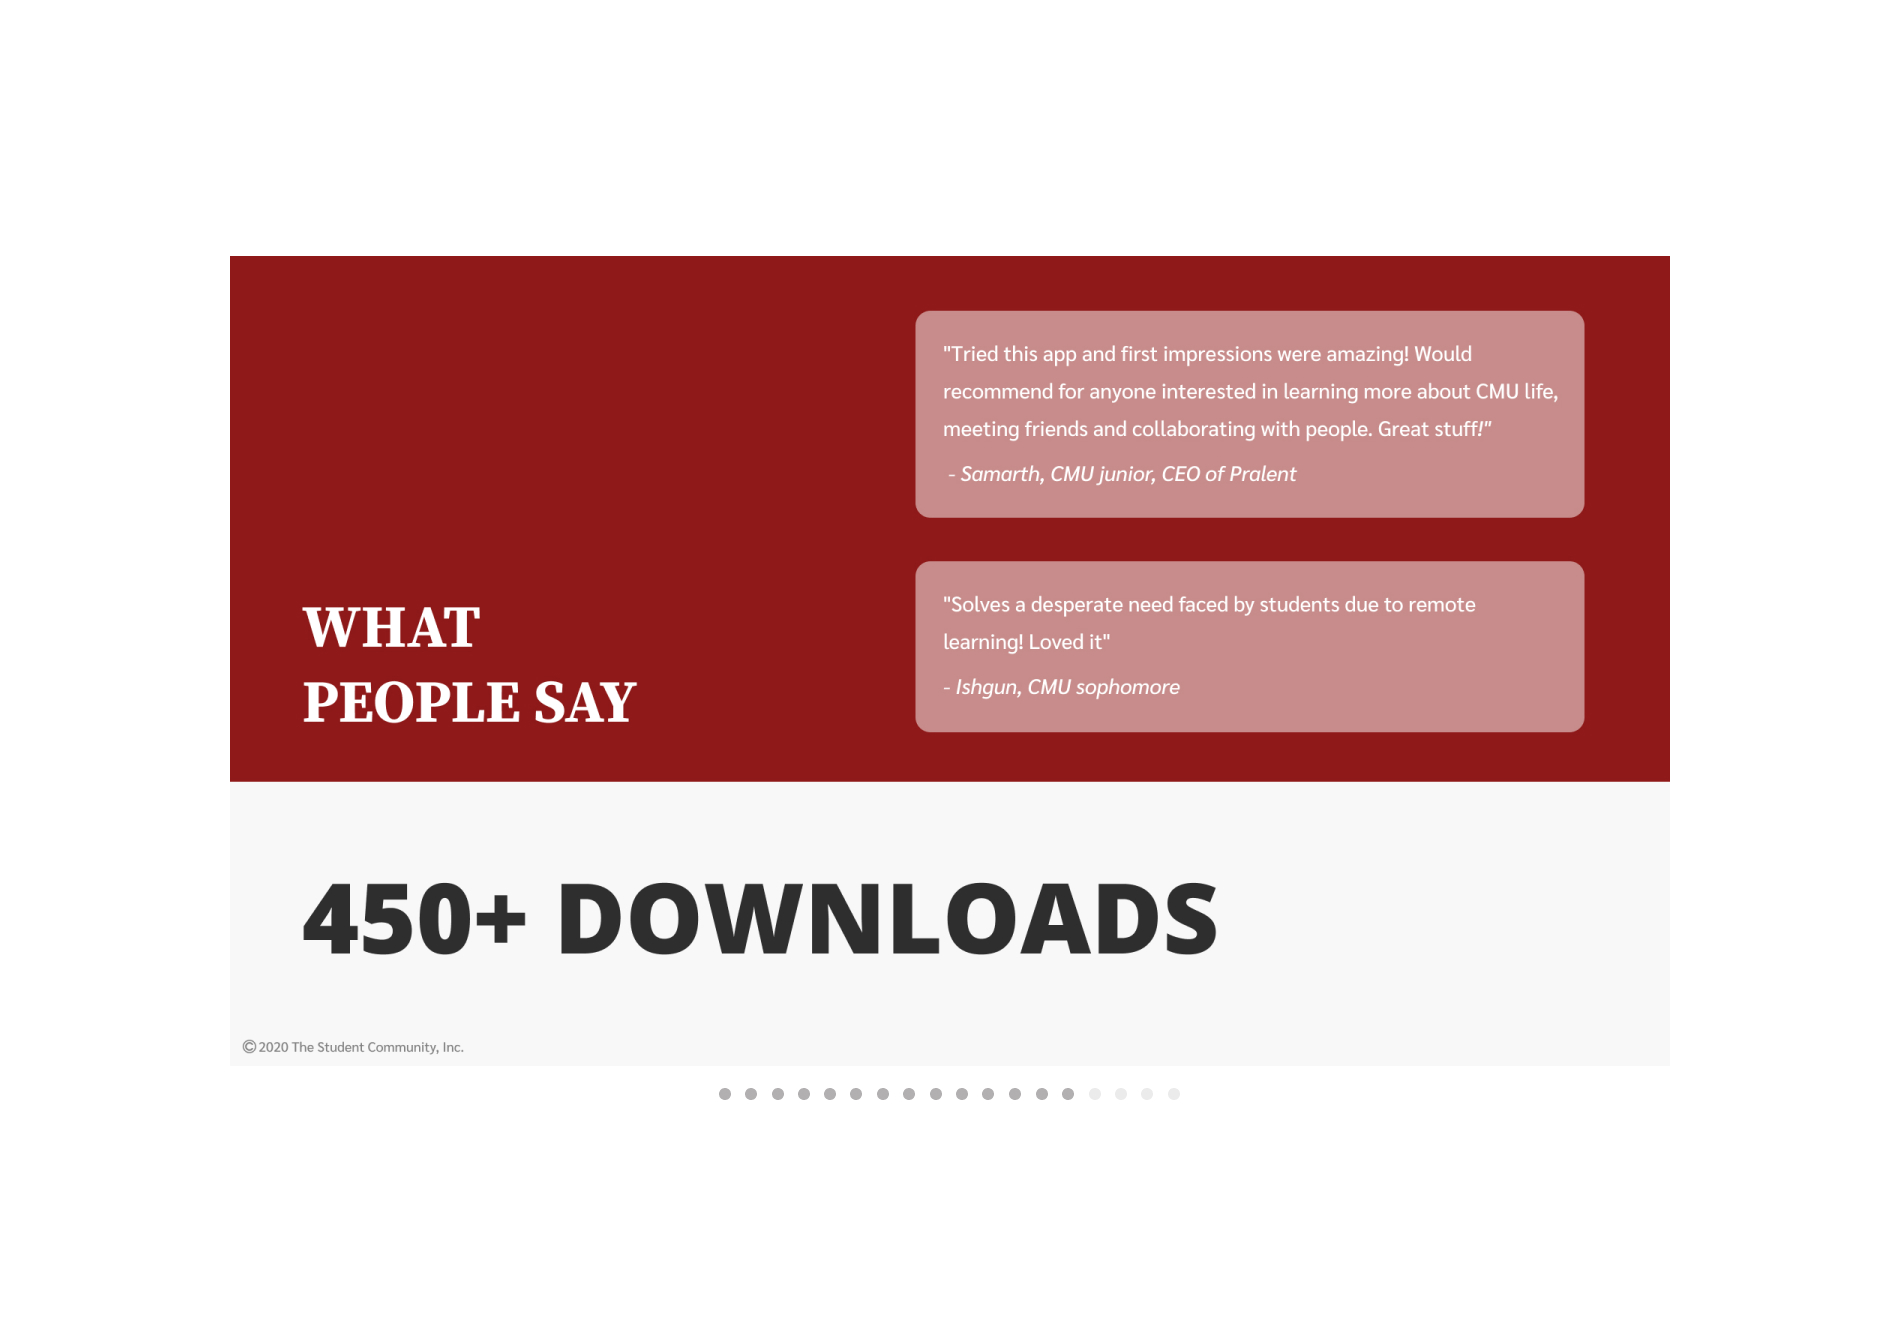 "Tried this app and first impressions were amazing! Would
recommend for anyone interested in learning more about CMU life,
meeting friends and collaborating with people. Great stuff!"
- Samarth, CMU junior, CEO of Pralent
"Solves a desperate need faced by students due to remote
learning! Loved it"
- Ishgun, CMU sophomore
WHAT
PEOPLE SAY
450+ DOWNLOADS
© 2020 The Student Community, Inc.